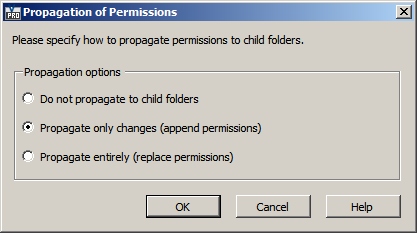 PRO Propagation of Permissions
Please specify how to propagate permissions to child folders.
Propagation options
Do not propagate to child folders
Propagate only changes (append permissions)
Propagate entirely (replace permissions)
OK Cancel Help